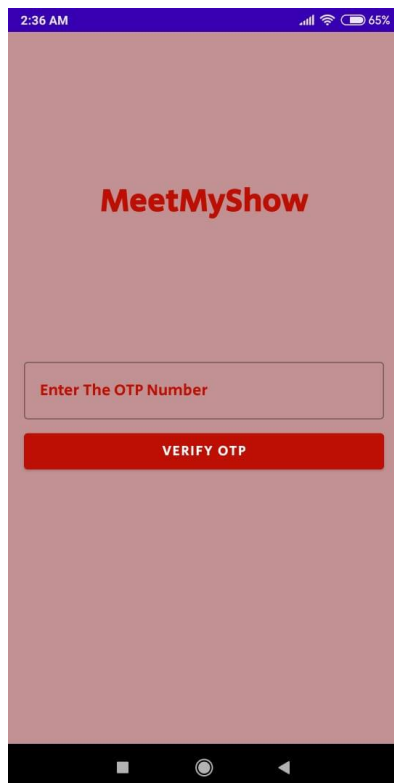 2:36 AM 65%
MeetMyShow
Enter The OTP Number
VERIFY OTP